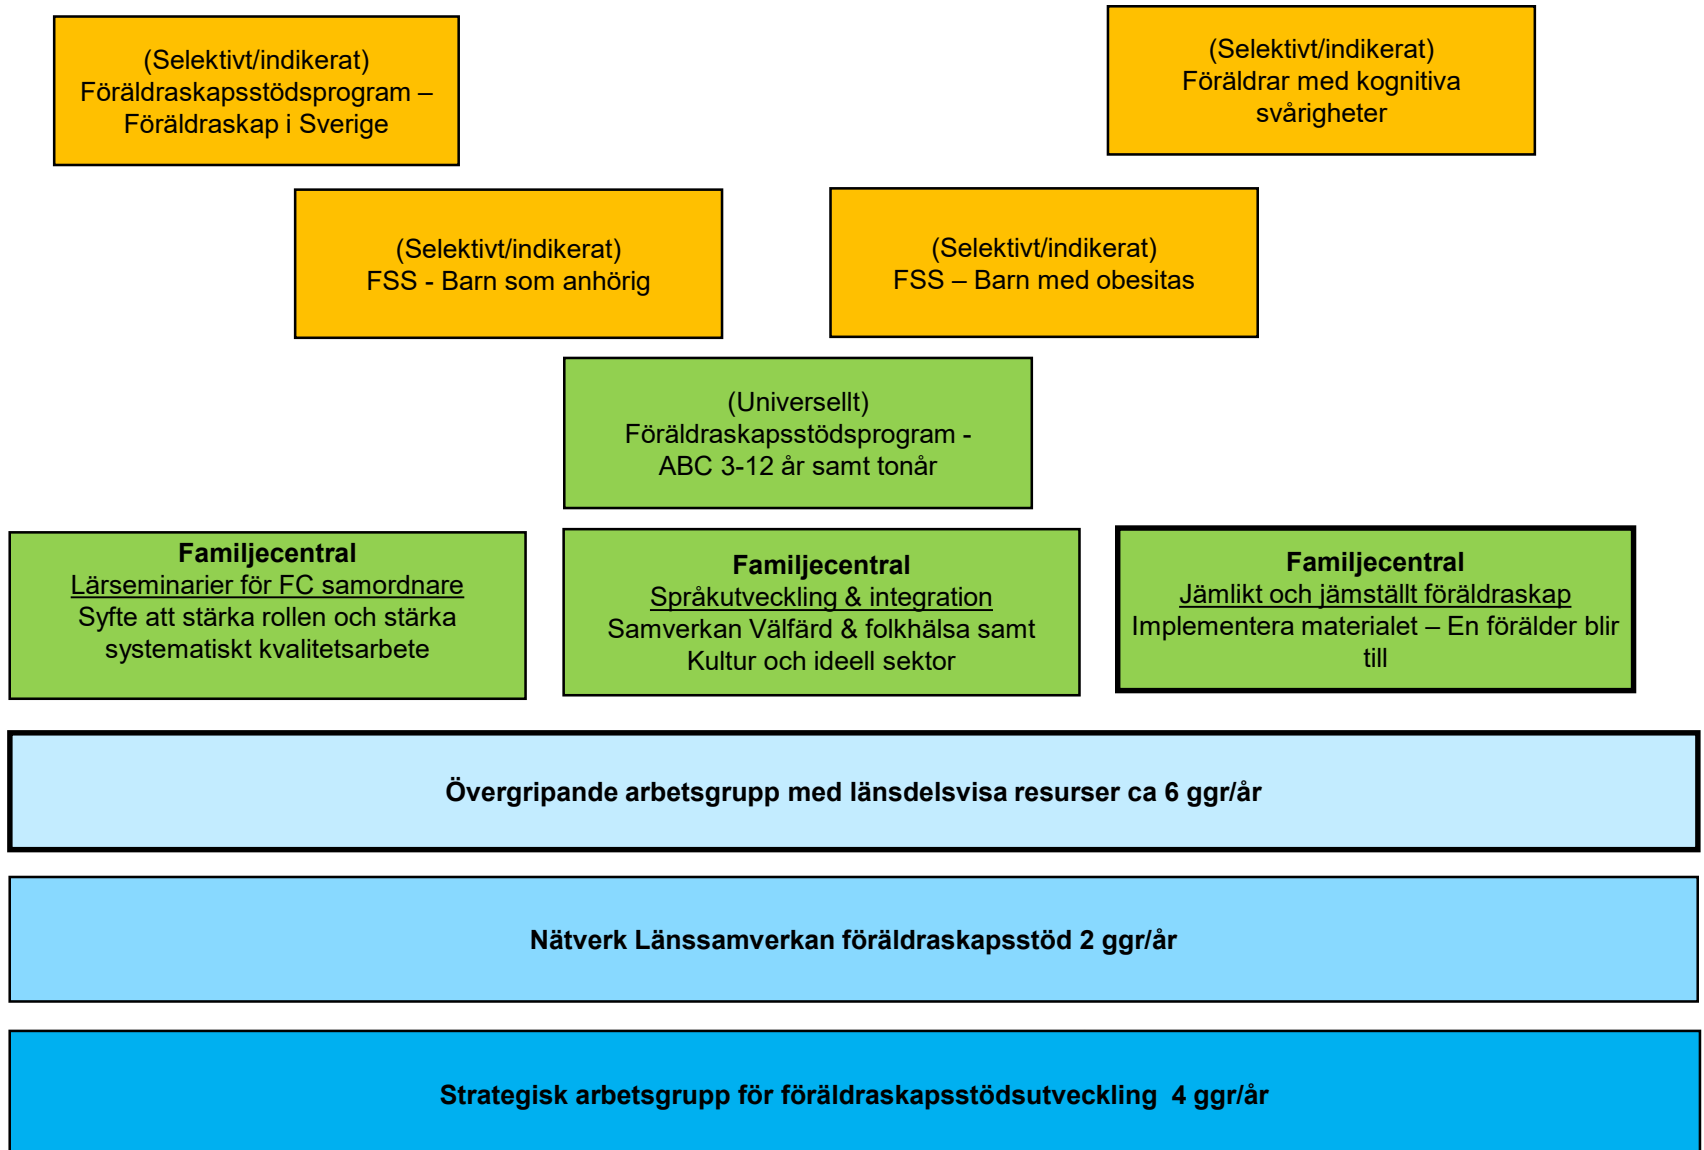 (Selektivt/indikerat)
Föräldraskapsstödsprogram –
Föräldraskap i Sverige
(Selektivt/indikerat)
Föräldrar med kognitiva
svårigheter
(Selektivt/indikerat)
FSS - Barn som anhörig
(Selektivt/indikerat)
FSS – Barn med obesitas
(Universellt)
Föräldraskapsstödsprogram -
ABC 3-12 år samt tonår
Familjecentral
Lärseminarier för FC samordnare
Syfte att stärka rollen och stärka
systematiskt kvalitetsarbete
Familjecentral
Språkutveckling & integration
Samverkan Välfärd & folkhälsa samt
Kultur och ideell sektor
Familjecentral
Jämlikt och jämställt föräldraskap
Implementera materialet – En förälder blir
till
Övergripande arbetsgrupp med länsdelsvisa resurser ca 6 ggr/år
Nätverk Länssamverkan föräldraskapsstöd 2 ggr/år
Strategisk arbetsgrupp för föräldraskapsstödsutveckling  4 ggr/år